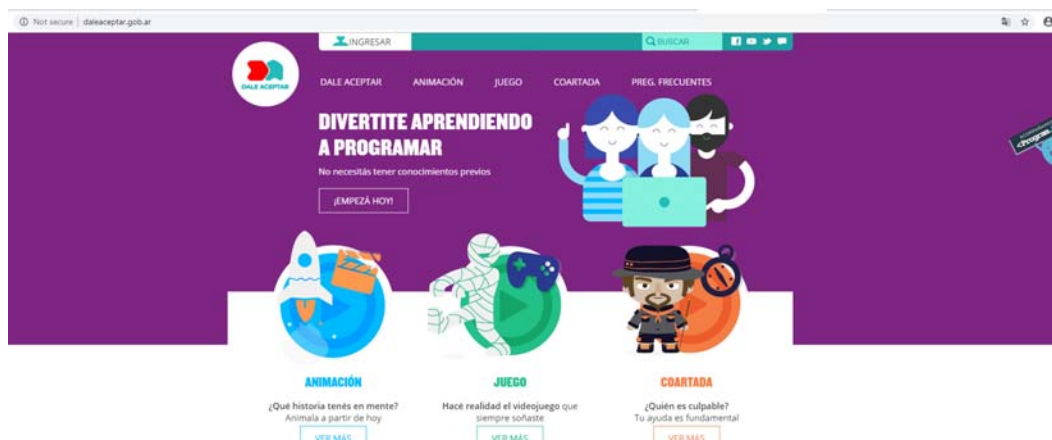 Not secure | daleaceptar.gob.ar
INGRESAR
BUSCAR
DALE ACEPTAR
DALE ACEPTAR
ANIMACIÓN
JUEGO
COARTADA
PREG. FRECUENTES
DIVERTITE APRENDIENDO
A PROGRAMAR
No necesitás tener conocimientos previos
¡EMPEZÁ HOY!
ANIMACIÓN
¿Qué historia tenés en mente?
Animala a partir de hoy
VER MÁS
JUEGO
Hacé realidad el videojuego que
siempre soñaste
VER MÁS
COARTADA
¿Quién es culpable?
Tu ayuda es fundamental
VER MÁS